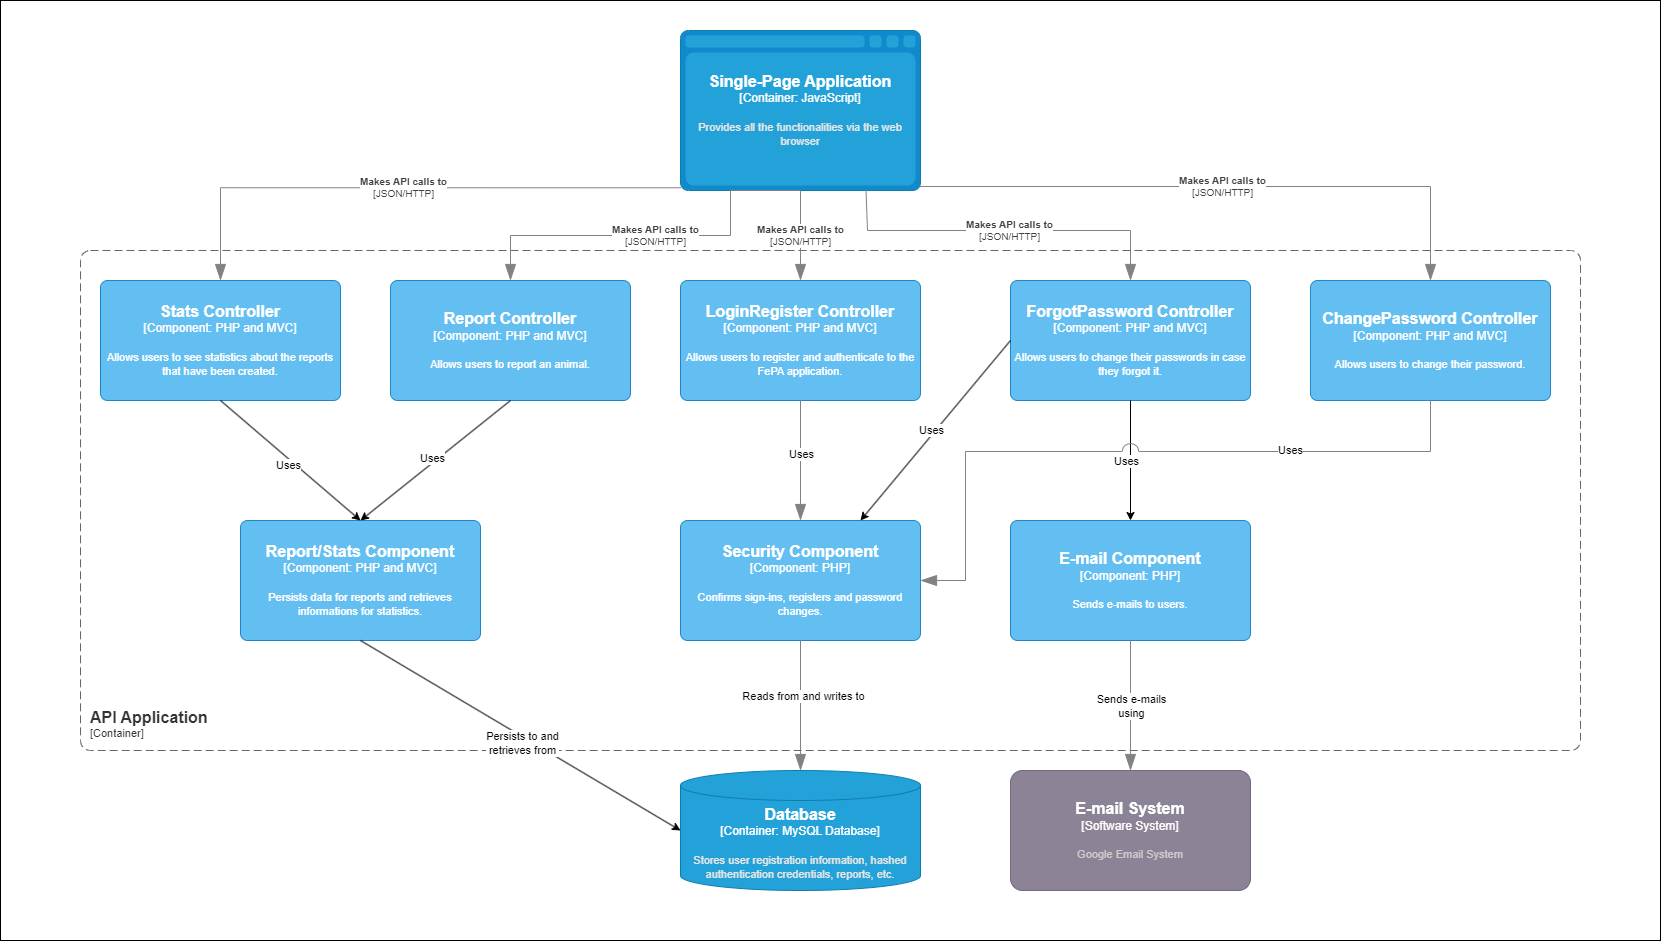 Single-Page Application
[Container: JavaScript]
Provides all the functionalities via the web
browser
Makes API calls to
[JSON/HTTP]
Makes API calls to
[JSON/HTTP]
Makes API calls to
[JSON/HTTP]
Makes API calls to
[JSON/HTTP]
Makes API calls to
[JSON/HTTP]
Stats Controller
[Component: PHP and MVC]
Allows users to see statistics about the reports
that have been created.
Report Controller
[Component: PHP and MVC]
Allows users to report an animal.
LoginRegister Controller
[Component: PHP and MVC]
Allows users to register and authenticate to the
FePA application.
ForgotPassword Controller
[Component: PHP and MVC]
Allows users to change their passwords in case
they forgot it.
ChangePassword Controller
[Component: PHP and MVC]
Allows users to change their password.
Uses
Uses
Uses
Uses
Uses
Uses
Report/Stats Component
[Component: PHP and MVC]
Persists data for reports and retrieves
informations for statistics.
Security Component
[Component: PHP]
Confirms sign-ins, registers and password
changes.
E-mail Component
[Component: PHP]
Sends e-mails to users.
Reads from and writes to
Sends e-mails
using
API Application
[Container]
Persists to and
retrieves from
Database
[Container: MySQL Database]
Stores user registration information, hashed
authentication credentials, reports, etc.
E-mail System
[Software System]
Google Email System